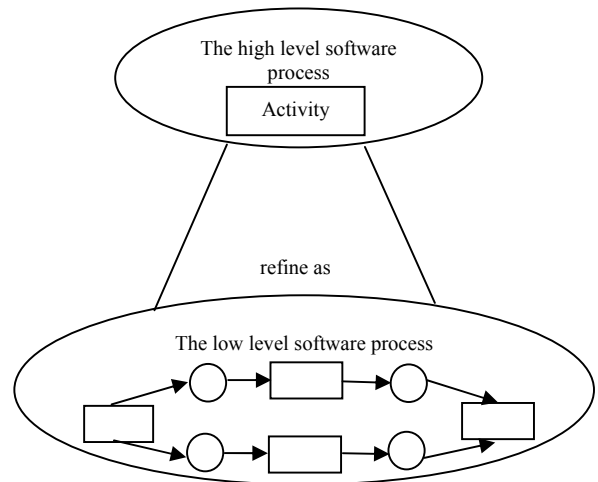 The high level software
process
Activity
refine as
The low level software process